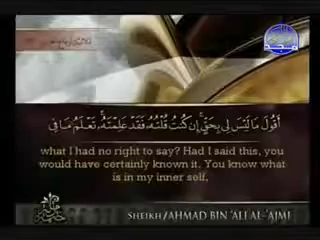 أَقُولَ مَا لَيْسَ لِي بِحَقٍّ ۚ إِن كُنتُ قُلْتُهُ فَقَدْ عَلِمْتَهُ ۚ تَعْلَمُ مَا فِي
what I had no right to say? Had I said this, you
would have certainly known it. You know what
is in my inner self,
SHEIKH/AHMAD BIN 'ALI AL-'AJMI